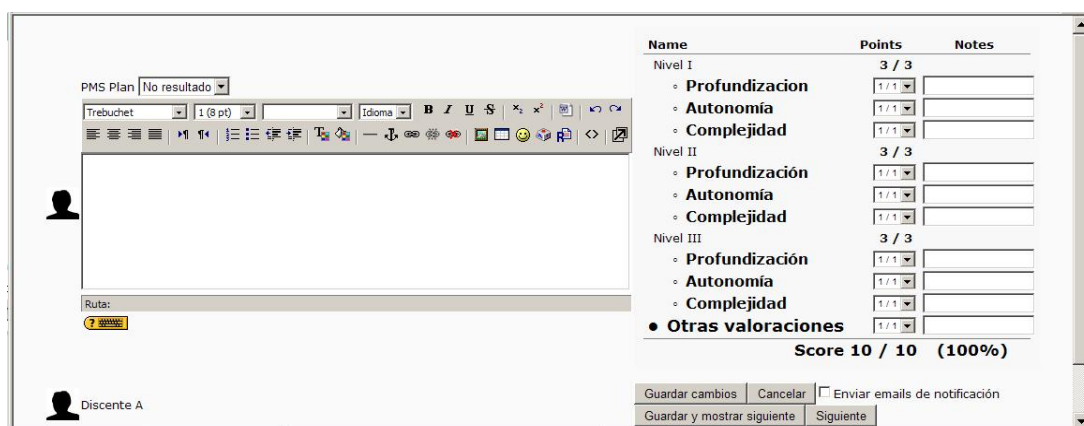 PMS Plan No resultado
Trebuchet 1 (8 pt) Idioma B I U S x₂ x²
Ruta:
?
Discente A
Name Points Notes
Nivel I 3 / 3
Profundizacion 1 / 1
Autonomía 1 / 1
Complejidad 1 / 1
Nivel II 3 / 3
Profundización 1 / 1
Autonomía 1 / 1
Complejidad 1 / 1
Nivel III 3 / 3
Profundización 1 / 1
Autonomía 1 / 1
Complejidad 1 / 1
Otras valoraciones 1 / 1
Score 10 / 10 (100%)
Guardar cambios Cancelar Enviar emails de notificación
Guardar y mostrar siguiente Siguiente